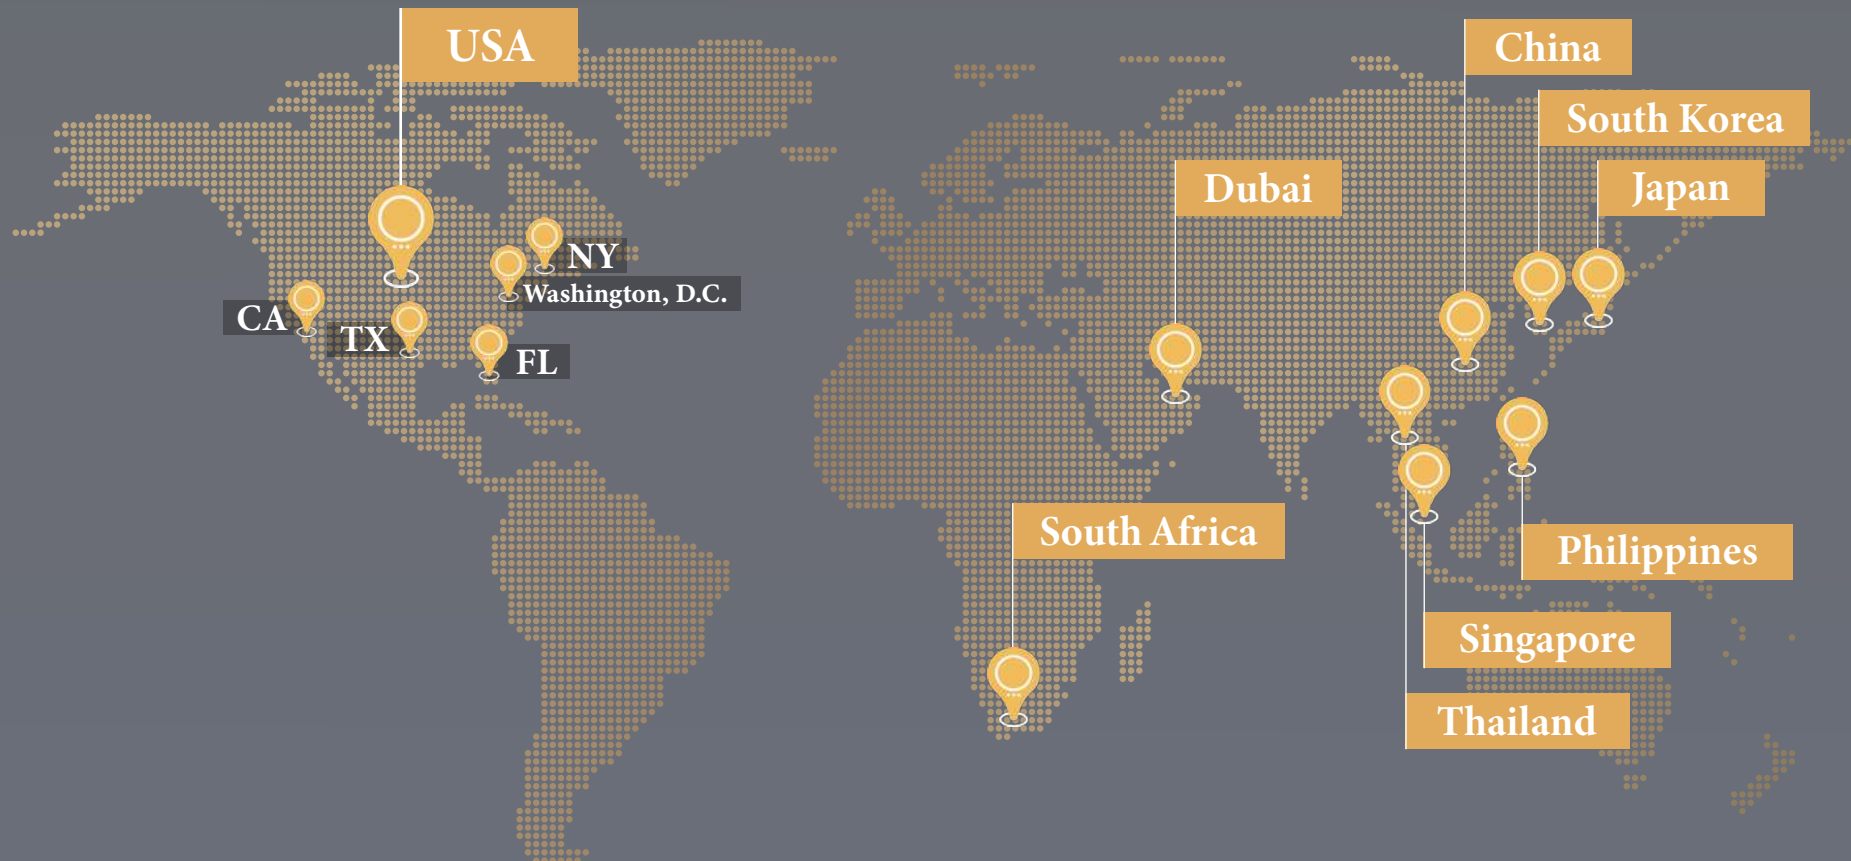 USA
China
South Korea
Japan
Dubai
NY
Washington, D.C.
CA
TX
FL
South Africa
Philippines
Singapore
Thailand